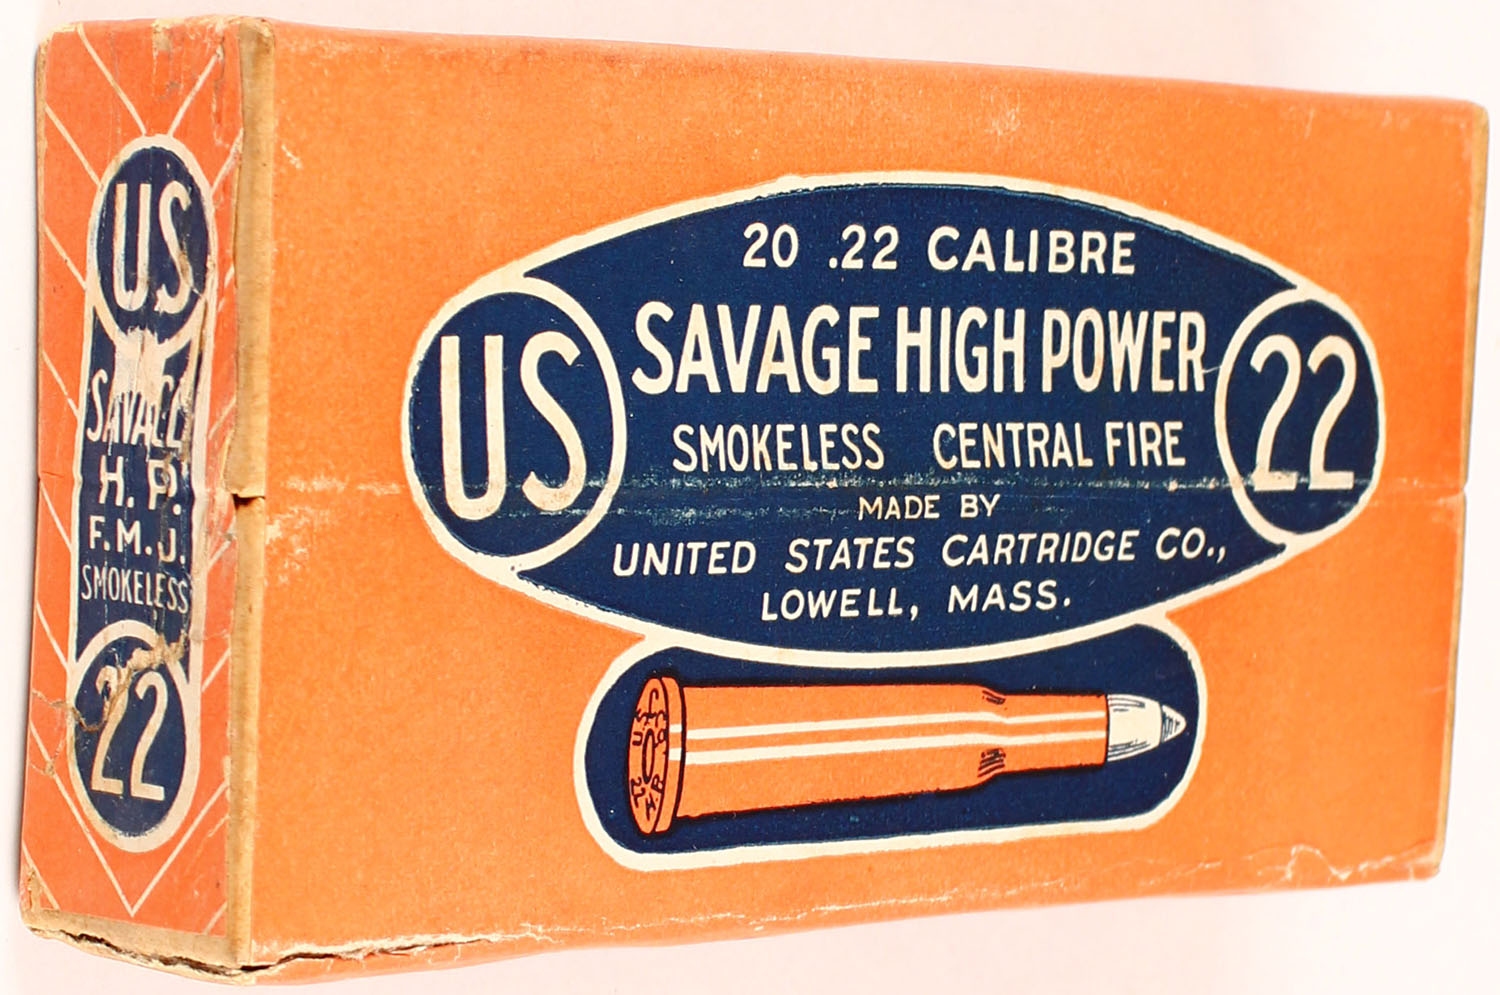 US
SAVAGE
H. P.
F.M.J.
SMOKELESS
22
20 .22 CALIBRE
SAVAGE HIGH POWER
US
22
SMOKELESS CENTRAL FIRE
MADE BY
UNITED STATES CARTRIDGE CO.,
LOWELL, MASS.